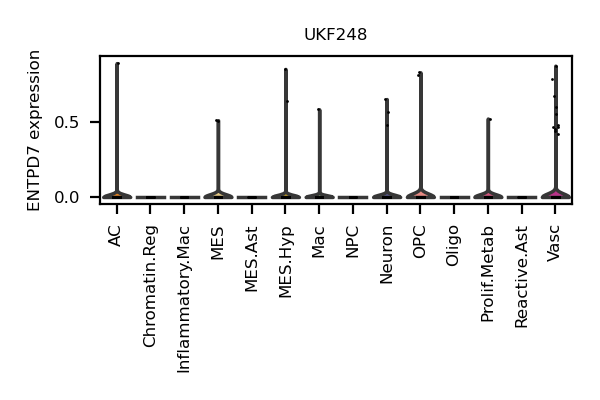 UKF248
ENTPD7 expression
0.5
0.0
AC
Chromatin.Reg
Inflammatory.Mac
MES
MES.Ast
MES.Hyp
Mac
NPC
Neuron
OPC
Oligo
Prolif.Metab
Reactive.Ast
Vasc